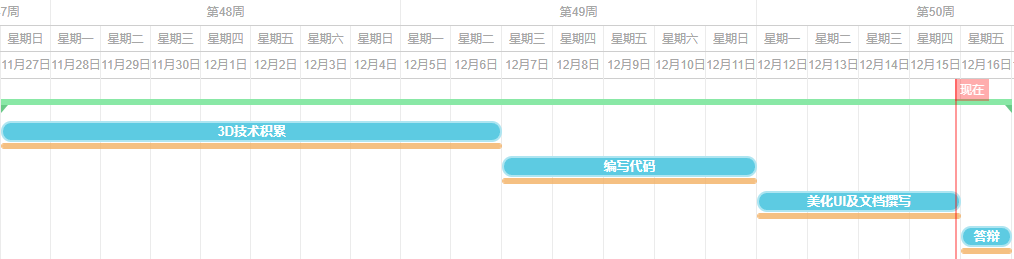 7周 第48周 第49周 第50周
星期日 星期一 星期二 星期三 星期四 星期五 星期六 星期日 星期一 星期二 星期三 星期四 星期五 星期六 星期日 星期一 星期二 星期三 星期四 星期五
11月27日 11月28日 11月29日 11月30日 12月1日 12月2日 12月3日 12月4日 12月5日 12月6日 12月7日 12月8日 12月9日 12月10日 12月11日 12月12日 12月13日 12月14日 12月15日 12月16日
现在
3D技术积累
编写代码
美化UI及文档撰写
答辩